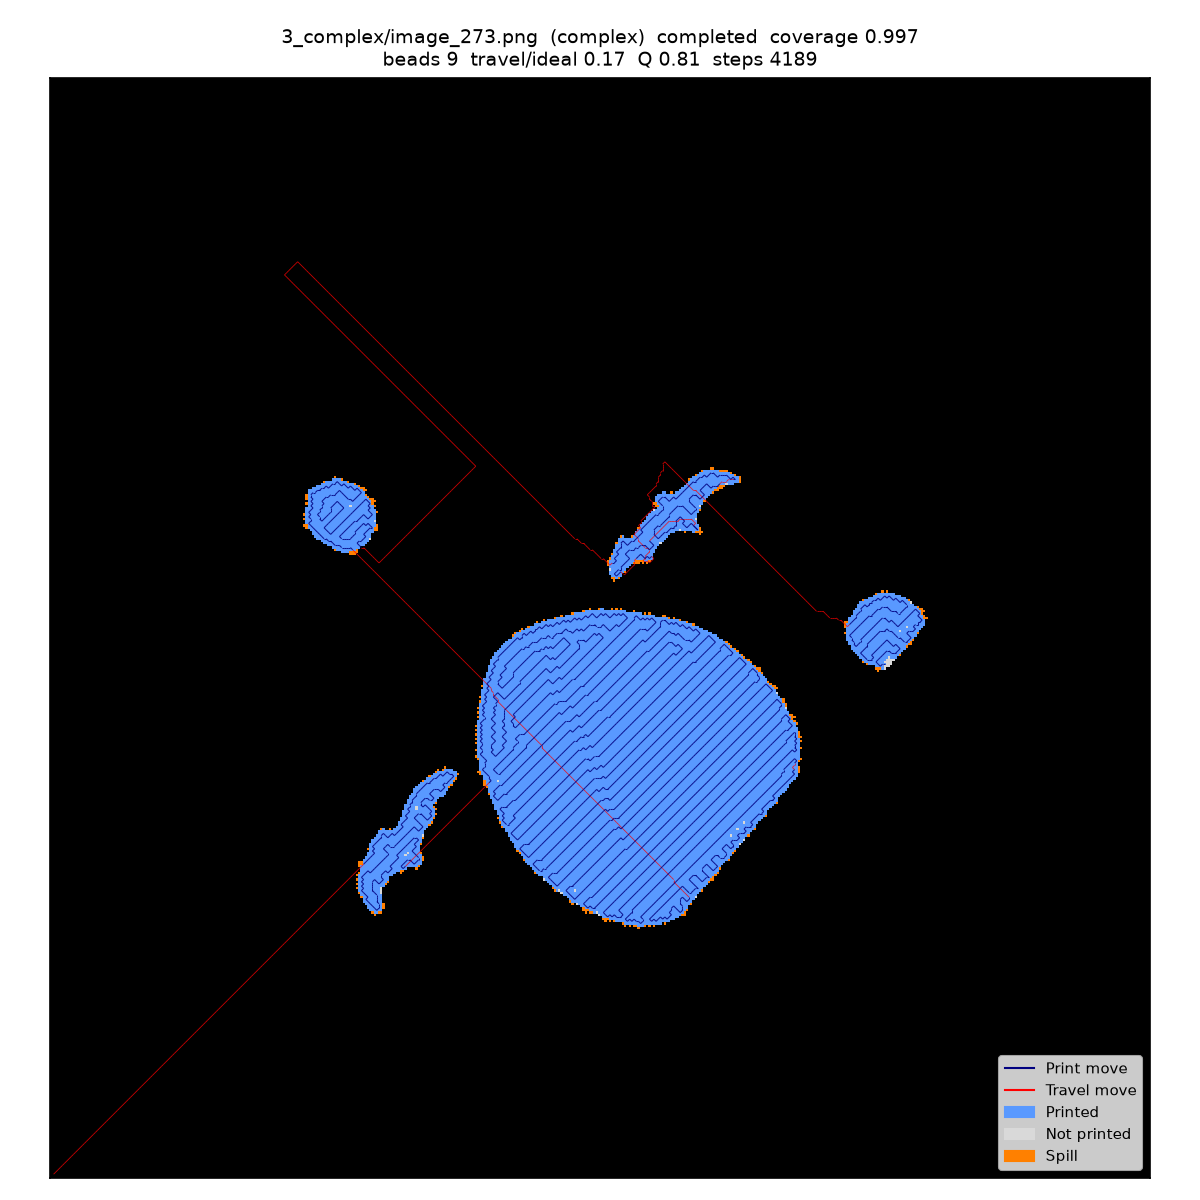 3_complex/image_273.png  (complex)  completed  coverage 0.997
beads 9  travel/ideal 0.17  Q 0.81  steps 4189
Print move
Travel move
Printed
Not printed
Spill